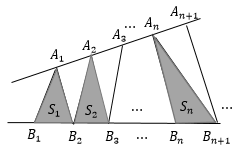 A₁ A₂ A₃ ... Aₙ Aₙ₊₁
S₁ S₂ ... Sₙ ...
B₁ B₂ B₃ ... Bₙ Bₙ₊₁